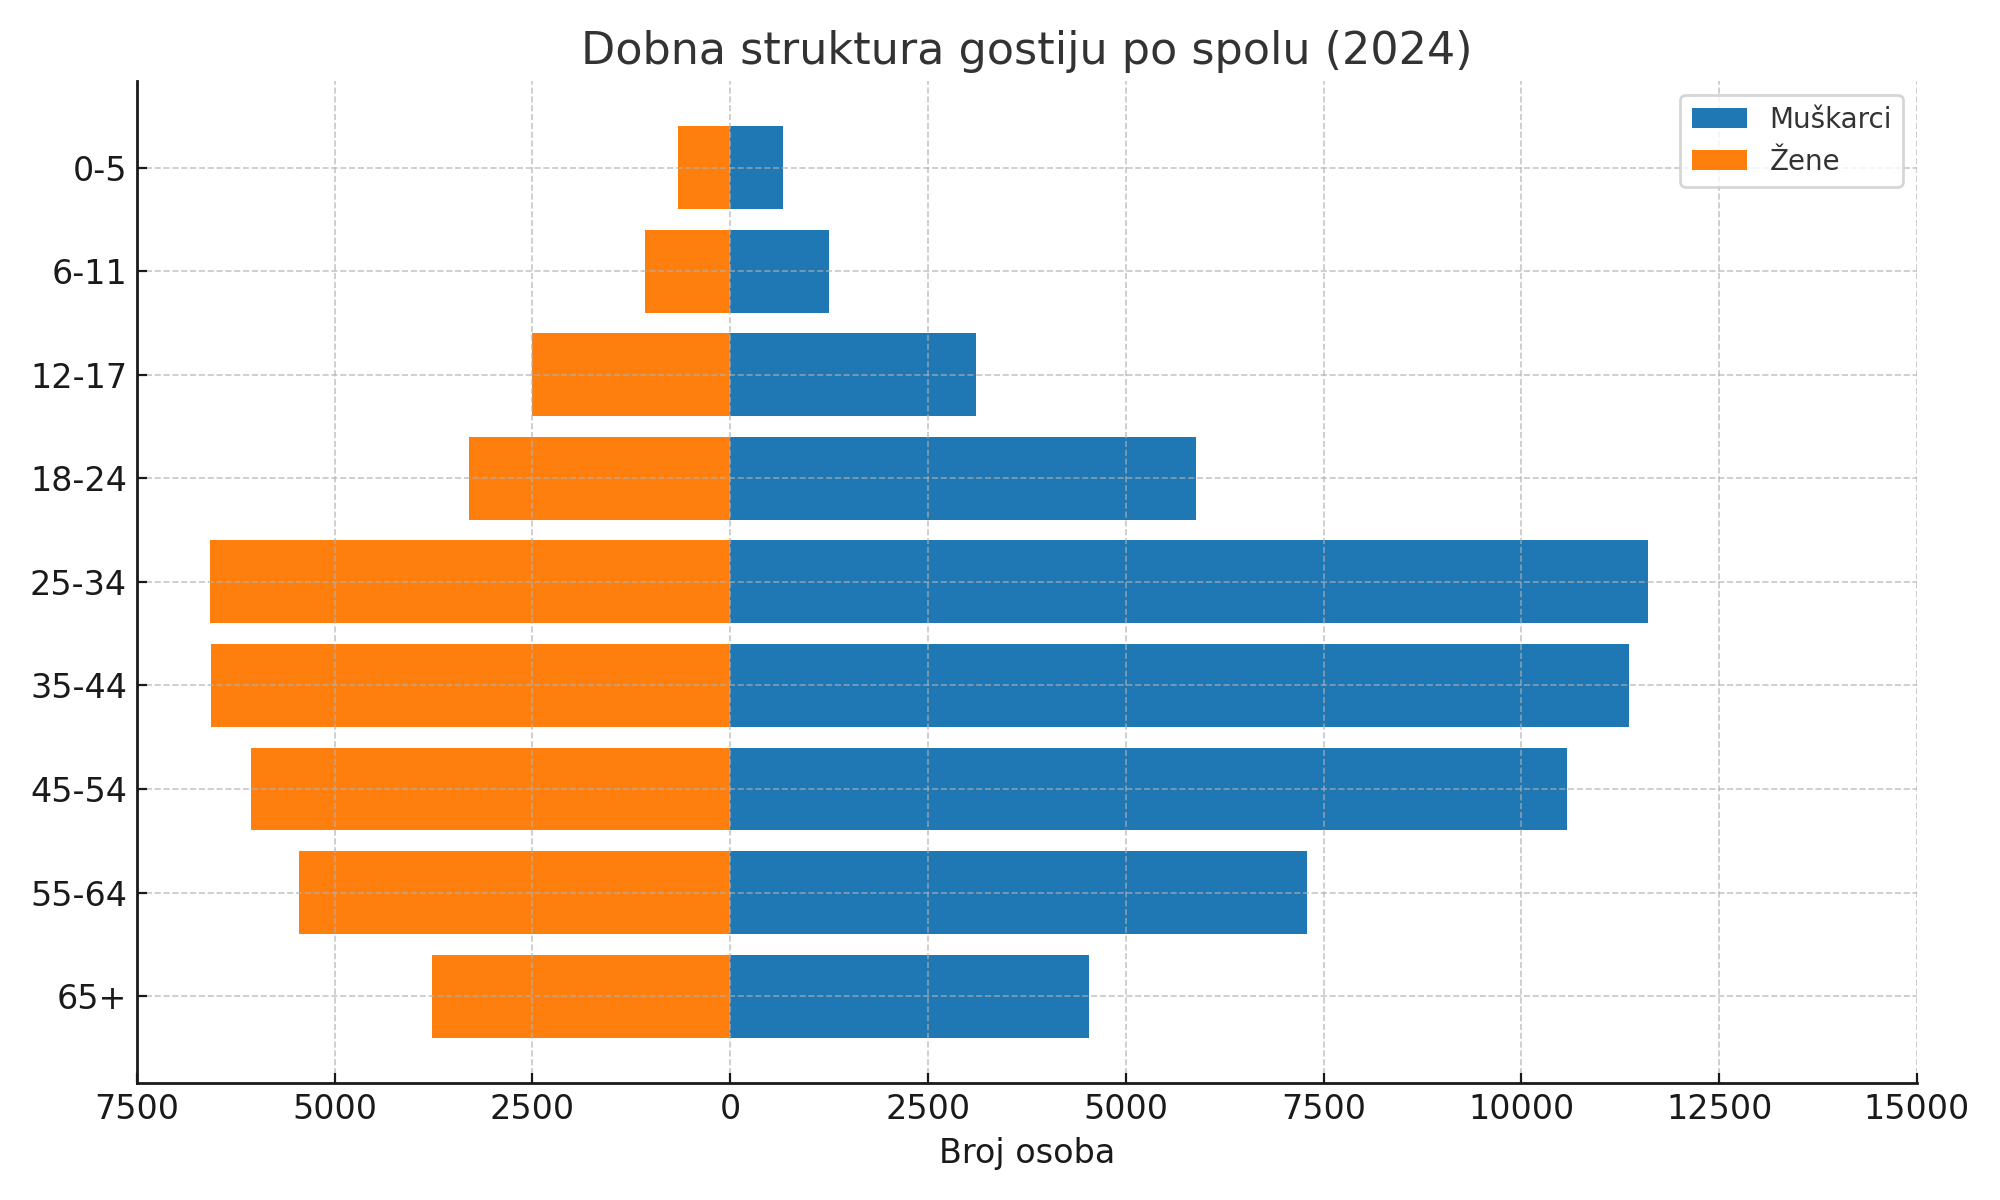 Dobna struktura gostiju po spolu (2024)
Muškarci
Žene
0-5
6-11
12-17
18-24
25-34
35-44
45-54
55-64
65+
7500 5000 2500 0 2500 5000 7500 10000 12500 15000
Broj osoba